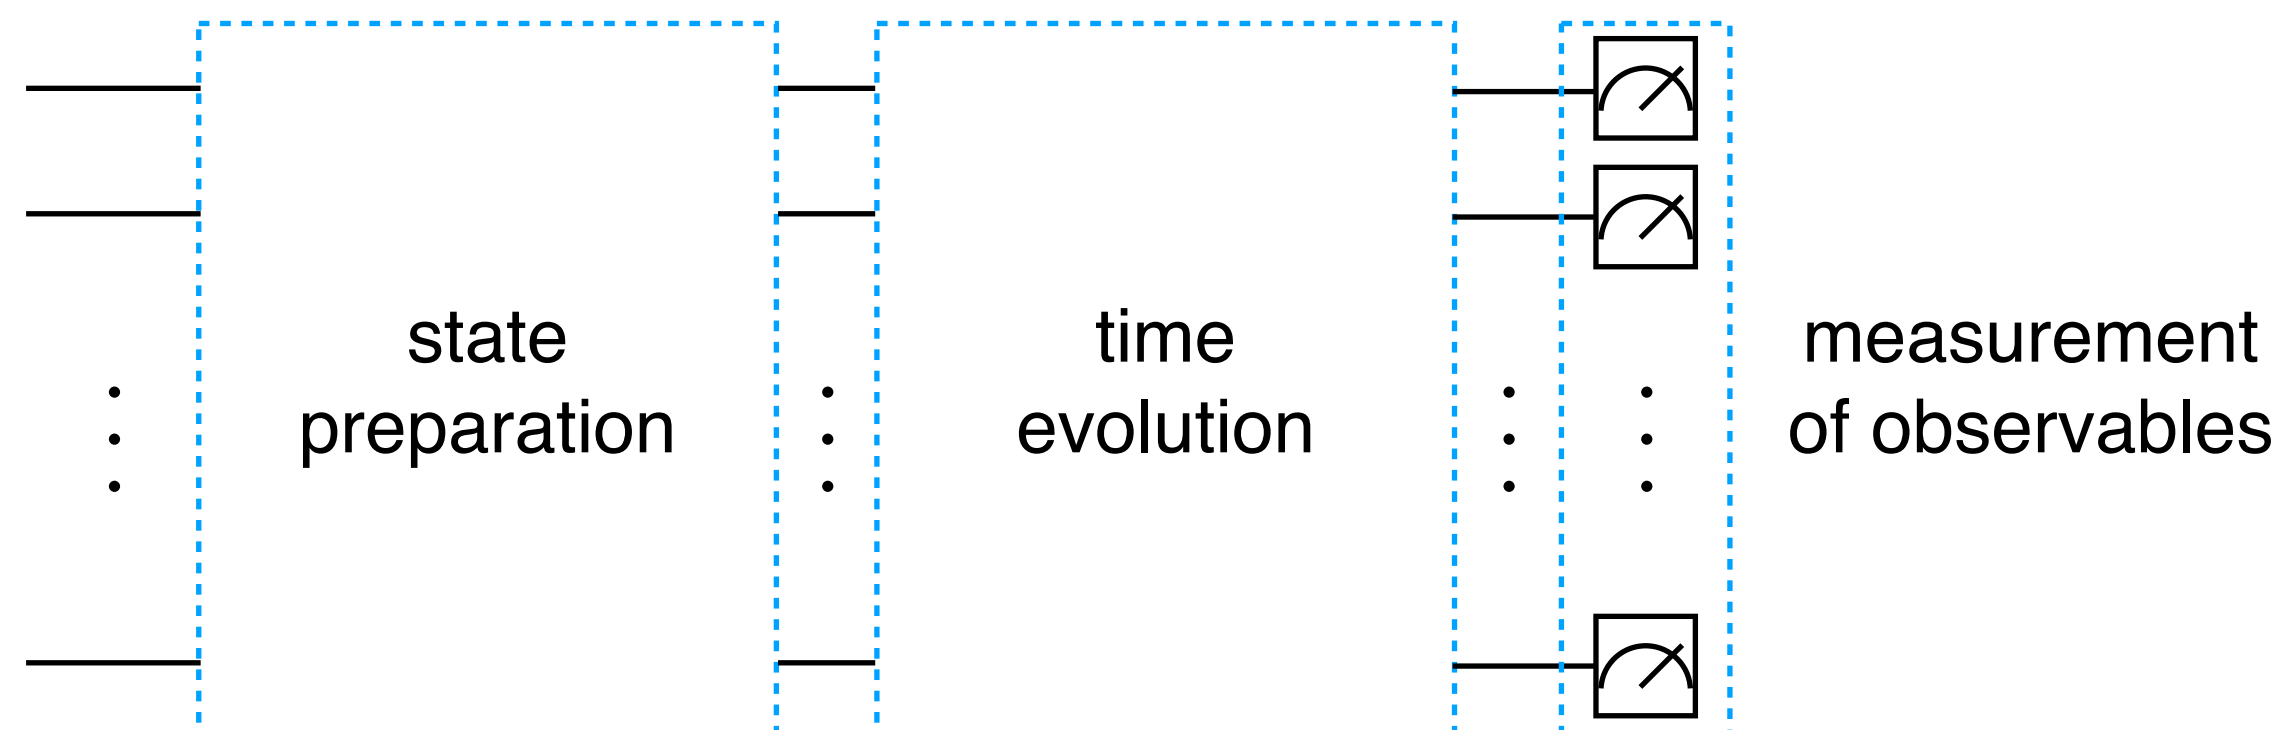 state
preparation
time
evolution
measurement
of observables